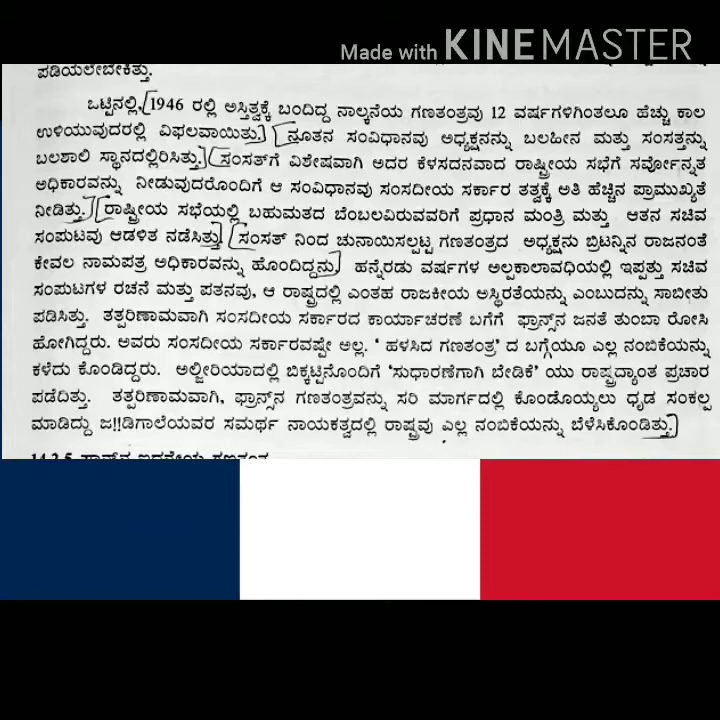 Made with KINEMASTER
ಪಡಿಯಲೇಬೇಕಿತ್ತು.
ಒಟ್ಟಿನಲ್ಲಿ, 1946 ರಲ್ಲಿ ಅಸ್ತಿತ್ವಕ್ಕೆ ಬಂದಿದ್ದ ನಾಲ್ಕನೆಯ ಗಣತಂತ್ರವು 12 ವರ್ಷಗಳಿಗಿಂತಲೂ ಹೆಚ್ಚು ಕಾಲ
ಉಳಿಯುವುದರಲ್ಲಿ ವಿಫಲವಾಯಿತು. ನೂತನ ಸಂವಿಧಾನವು ಅಧ್ಯಕ್ಷನನ್ನು ಬಲಹೀನ ಮತ್ತು ಸಂಸತ್ತನ್ನು
ಬಲಶಾಲಿ ಸ್ಥಾನದಲ್ಲಿರಿಸಿತ್ತು. ಸಂಸತ್‌ಗೆ ವಿಶೇಷವಾಗಿ ಅದರ ಕೆಳಸದನವಾದ ರಾಷ್ಟ್ರೀಯ ಸಭೆಗೆ ಸರ್ವೋನ್ನತ
ಅಧಿಕಾರವನ್ನು ನೀಡುವುದರೊಂದಿಗೆ ಆ ಸಂವಿಧಾನವು ಸಂಸದೀಯ ಸರ್ಕಾರ ತತ್ವಕ್ಕೆ ಅತಿ ಹೆಚ್ಚಿನ ಪ್ರಾಮುಖ್ಯತೆ
ನೀಡಿತ್ತು. ರಾಷ್ಟ್ರೀಯ ಸಭೆಯಲ್ಲಿ ಬಹುಮತದ ಬೆಂಬಲವಿರುವವರಿಗೆ ಪ್ರಧಾನ ಮಂತ್ರಿ ಮತ್ತು ಆತನ ಸಚಿವ
ಸಂಪುಟವು ಆಡಳಿತ ನಡೆಸಿತ್ತು. ಸಂಸತ್ ನಿಂದ ಚುನಾಯಿಸಲ್ಪಟ್ಟ ಗಣತಂತ್ರದ ಅಧ್ಯಕ್ಷನು ಬ್ರಿಟನ್ನಿನ ರಾಜನಂತೆ
ಕೇವಲ ನಾಮಪತ್ರ ಅಧಿಕಾರವನ್ನು ಹೊಂದಿದ್ದನು. ಹನ್ನೆರಡು ವರ್ಷಗಳ ಅಲ್ಪಕಾಲಾವಧಿಯಲ್ಲಿ ಇಪ್ಪತ್ತು ಸಚಿವ
ಸಂಪುಟಗಳ ರಚನೆ ಮತ್ತು ಪತನವು, ಆ ರಾಷ್ಟ್ರದಲ್ಲಿ ಎಂತಹ ರಾಜಕೀಯ ಅಸ್ಥಿರತೆಯನ್ನು ಎಂಬುದನ್ನು ಸಾಬೀತು
ಪಡಿಸಿತ್ತು. ತತ್ಪರಿಣಾಮವಾಗಿ ಸಂಸದೀಯ ಸರ್ಕಾರದ ಕಾರ್ಯಾಚರಣೆ ಬಗೆಗೆ ಫ್ರಾನ್ಸ್‌ನ ಜನತೆ ತುಂಬಾ ರೋಸಿ
ಹೋಗಿದ್ದರು. ಅವರು ಸಂಸದೀಯ ಸರ್ಕಾರವಷ್ಟೇ ಅಲ್ಲ. ' ಹಳಸಿದ ಗಣತಂತ್ರ' ದ ಬಗ್ಗೆಯೂ ಎಲ್ಲ ನಂಬಿಕೆಯನ್ನು
ಕಳೆದು ಕೊಂಡಿದ್ದರು. ಅಲ್ಜೀರಿಯಾದಲ್ಲಿ ಬಿಕ್ಕಟ್ಟಿನೊಂದಿಗೆ 'ಸುಧಾರಣೆಗಾಗಿ ಬೇಡಿಕೆ' ಯು ರಾಷ್ಟ್ರದ್ಯಾಂತ ಪ್ರಚಾರ
ಪಡೆದಿತ್ತು. ತತ್ಪರಿಣಾಮವಾಗಿ, ಫ್ರಾನ್ಸ್‌ನ ಗಣತಂತ್ರವನ್ನು ಸರಿ ಮಾರ್ಗದಲ್ಲಿ ಕೊಂಡೊಯ್ಯಲು ಧೃಡ ಸಂಕಲ್ಪ
ಮಾಡಿದ್ದು ಜ!!ಡಿಗಾಲೆಯವರ ಸಮರ್ಥ ನಾಯಕತ್ವದಲ್ಲಿ ರಾಷ್ಟ್ರವು ಎಲ್ಲ ನಂಬಿಕೆಯನ್ನು ಬೆಳೆಸಿಕೊಂಡಿತ್ತು.